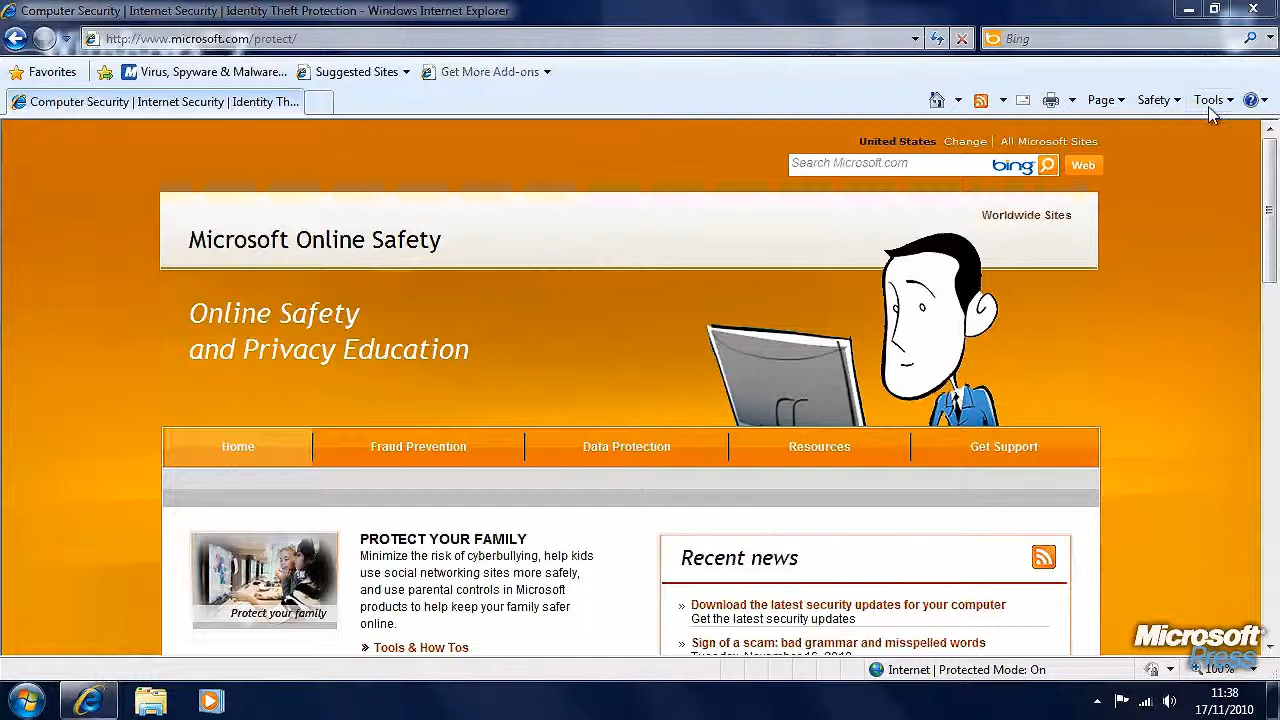 Computer Security | Internet Security | Identity Theft Protection - Windows Internet Explorer
http://www.microsoft.com/protect/
Bing
Favorites
Virus, Spyware & Malware...
Suggested Sites
Get More Add-ons
Computer Security | Internet Security | Identity Th...
Page
Safety
Tools
United States Change | All Microsoft Sites
Search Microsoft.com
bing
Web
Worldwide Sites
Microsoft Online Safety
Online Safety
and Privacy Education
Home
Fraud Prevention
Data Protection
Resources
Get Support
Protect your family
PROTECT YOUR FAMILY
Minimize the risk of cyberbullying, help kids
use social networking sites more safely,
and use parental controls in Microsoft
products to help keep your family safer
online.
» Tools & How Tos
Recent news
» Download the latest security updates for your computer
Get the latest security updates
» Sign of a scam: bad grammar and misspelled words
Tuesday, November 16, 2010
Microsoft
Press
Internet | Protected Mode: On
100%
11:38
17/11/2010